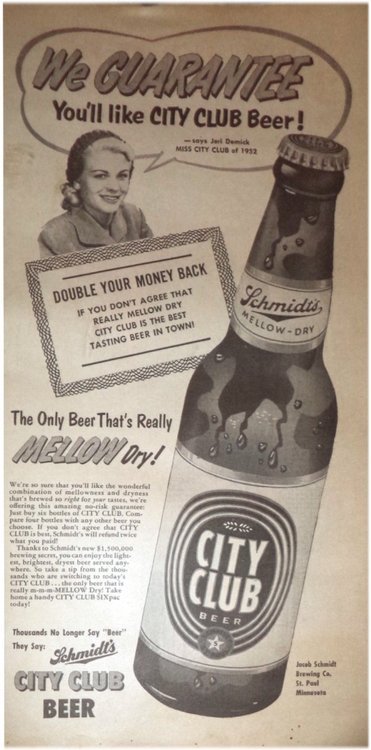 We GUARANTEE
You'll like CITY CLUB Beer!
—says Jeri Demick
MISS CITY CLUB of 1952
DOUBLE YOUR MONEY BACK
IF YOU DON'T AGREE THAT
REALLY MELLOW DRY
CITY CLUB IS THE BEST
TASTING BEER IN TOWN!
Schmidt's
MELLOW-DRY
The Only Beer That's Really
MELLOW Dry!
We're so sure that you'll like the wonderful
combination of mellowness and dryness
that's brewed so right for your tastes, we're
offering this amazing no-risk guarantee:
Just buy six bottles of CITY CLUB. Com-
pare four bottles with any other beer you
choose. If you don't agree that CITY
CLUB is best, Schmidt's will refund twice
what you paid!
Thanks to Schmidt's new $1,500,000
brewing secret, you can enjoy the light-
est, brightest, dryest beer served any-
where. So take a tip from the thou-
sands who are switching to today's
CITY CLUB . . . the only beer that is
really m-m-m-MELLOW Dry! Take
home a handy CITY CLUB SIXpac
today!
CITY
CLUB
BEER
Thousands No Longer Say "Beer"
They Say: Schmidt's
CITY CLUB
BEER
Jacob Schmidt
Brewing Co.
St. Paul
Minnesota